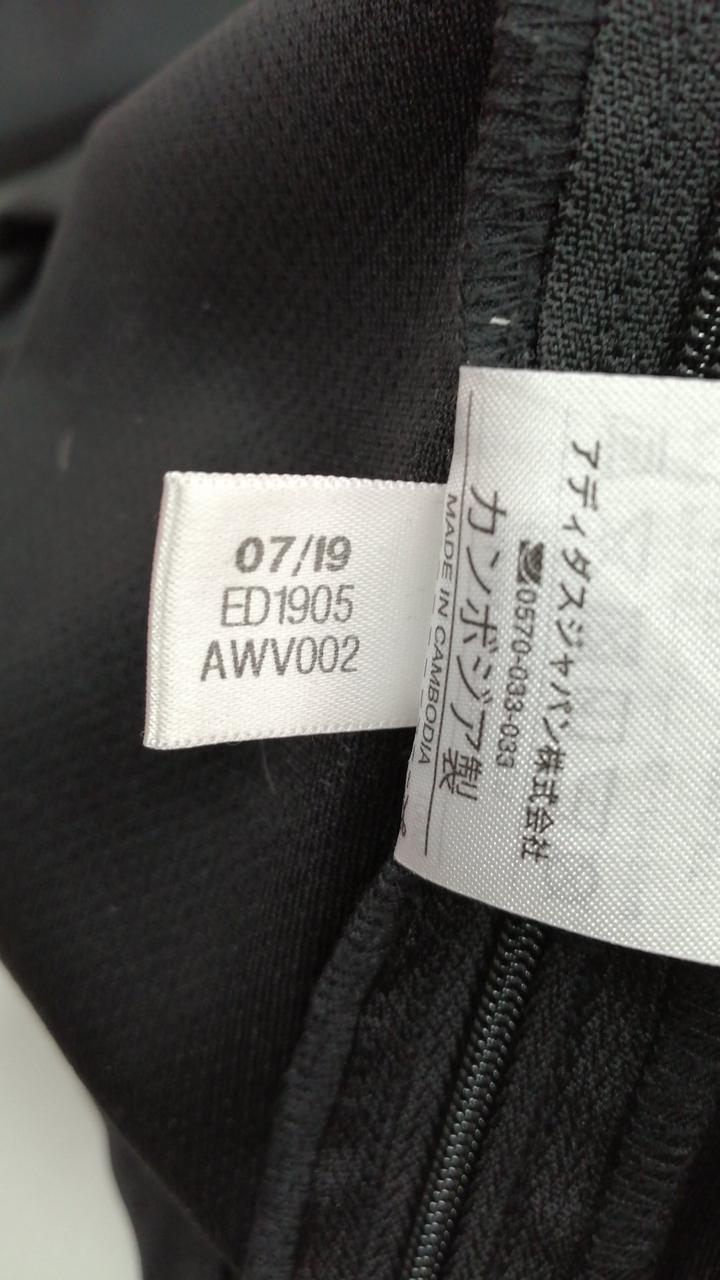 07/19
ED1905
AWV002
アディダスジャパン株式会社
0570-033-033
カンボジア製
MADE IN CAMBODIA